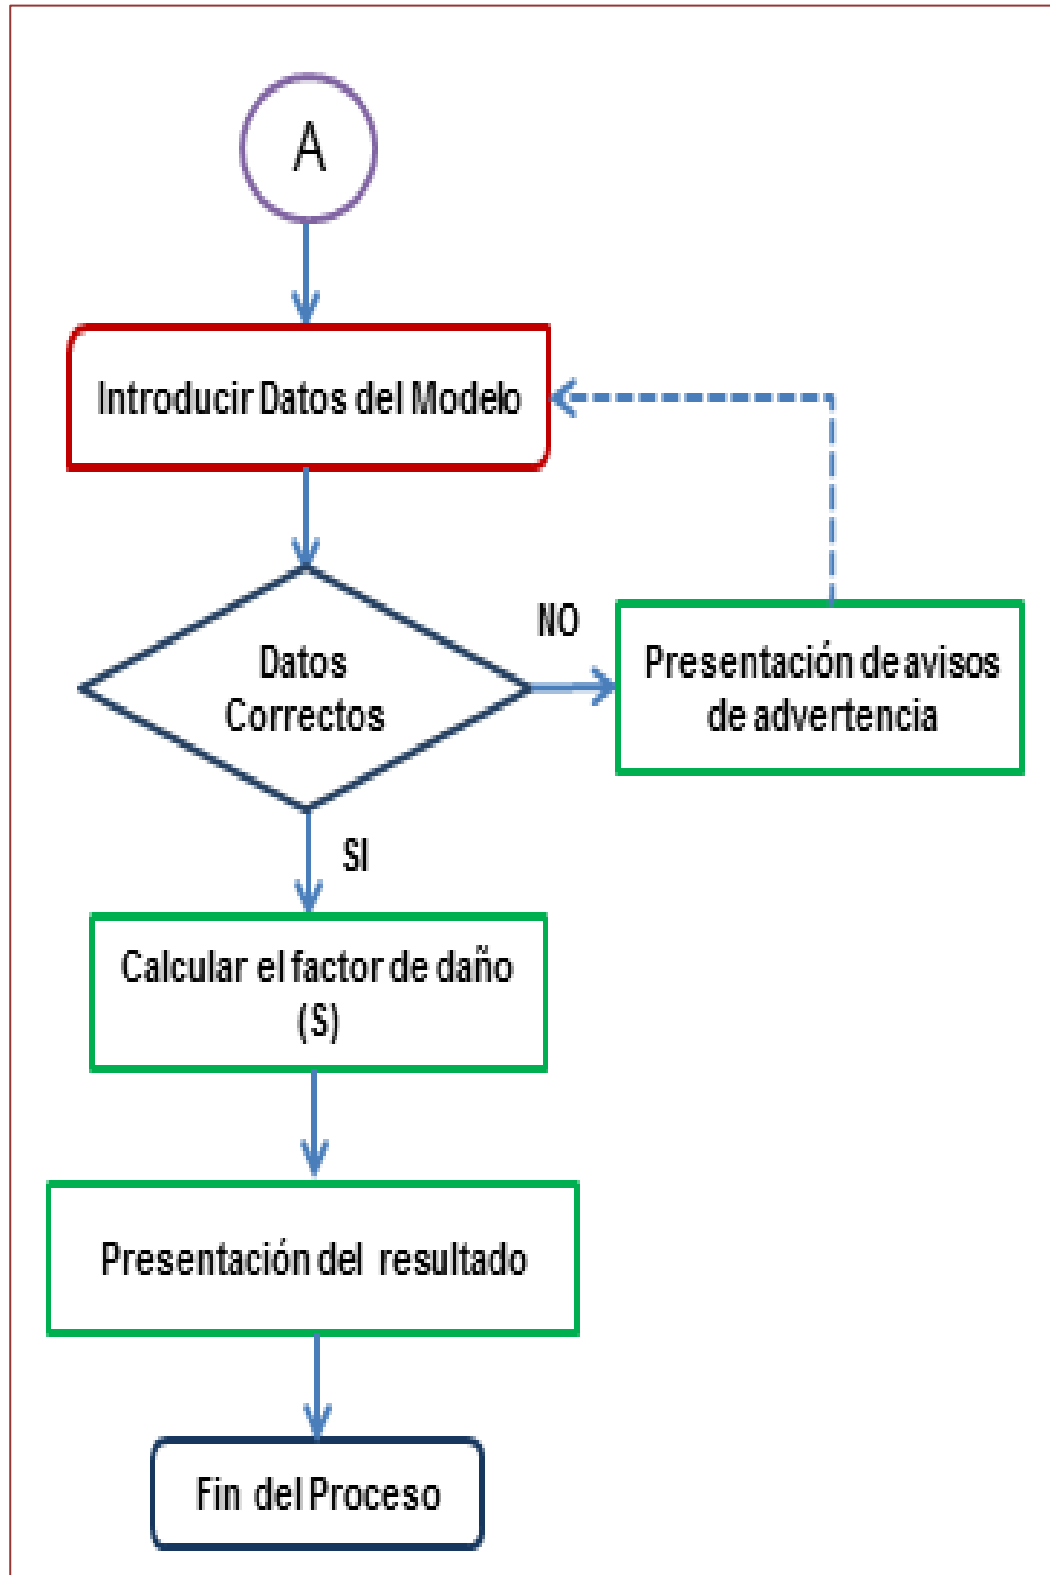 A
Introducir Datos del Modelo
Datos
Correctos
NO
Presentación de avisos
de advertencia
SI
Calcular el factor de daño
(S)
Presentación del resultado
Fin del Proceso